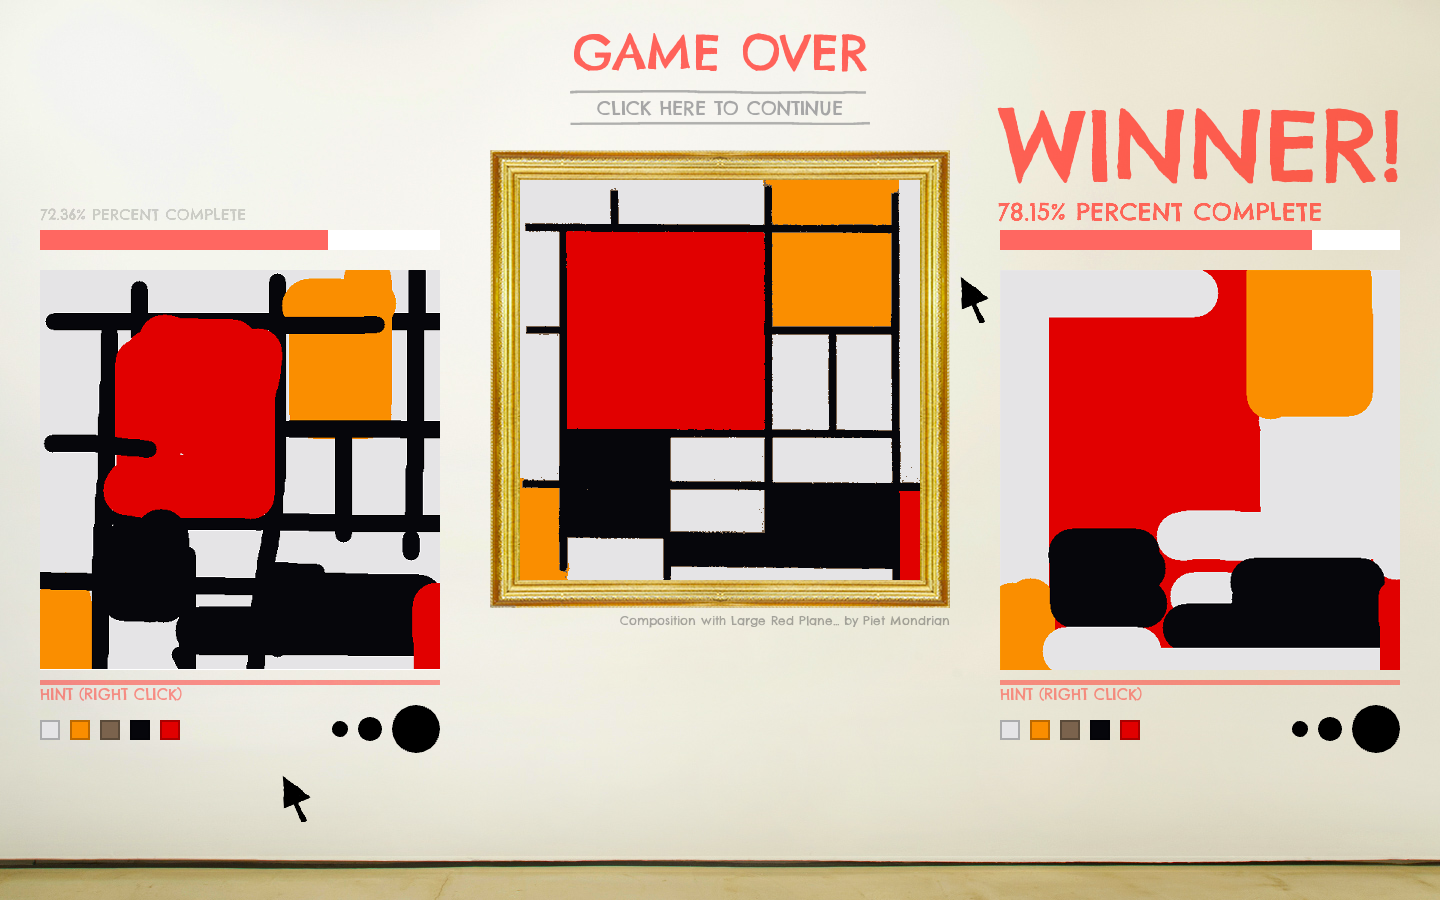 GAME OVER
CLICK HERE TO CONTINUE
WINNER!
72.36% PERCENT COMPLETE
78.15% PERCENT COMPLETE
Composition with Large Red Plane... by Piet Mondrian
HINT (RIGHT CLICK)
HINT (RIGHT CLICK)